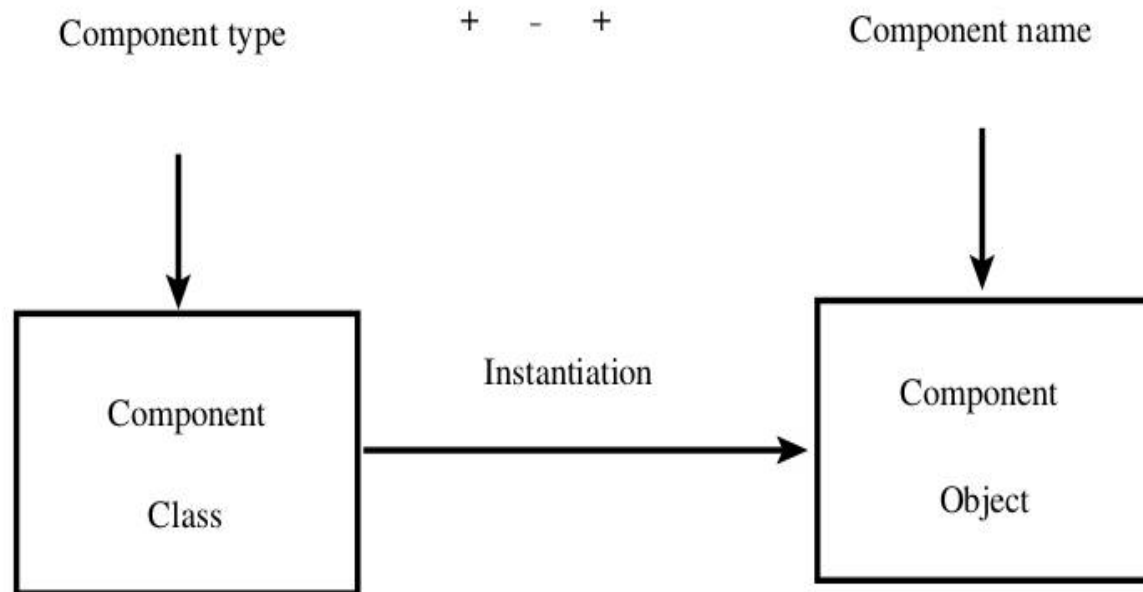 Component type + - + Component name
Instantiation
Component
Class
Component
Object